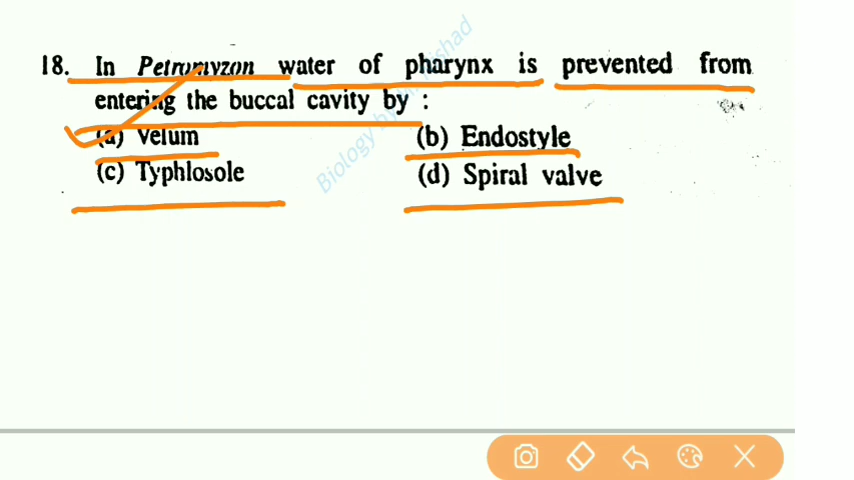 18. In Petromyzon water of pharynx is prevented from
entering the buccal cavity by :
(a) Velum (b) Endostyle
(c) Typhlosole (d) Spiral valve
Biology by